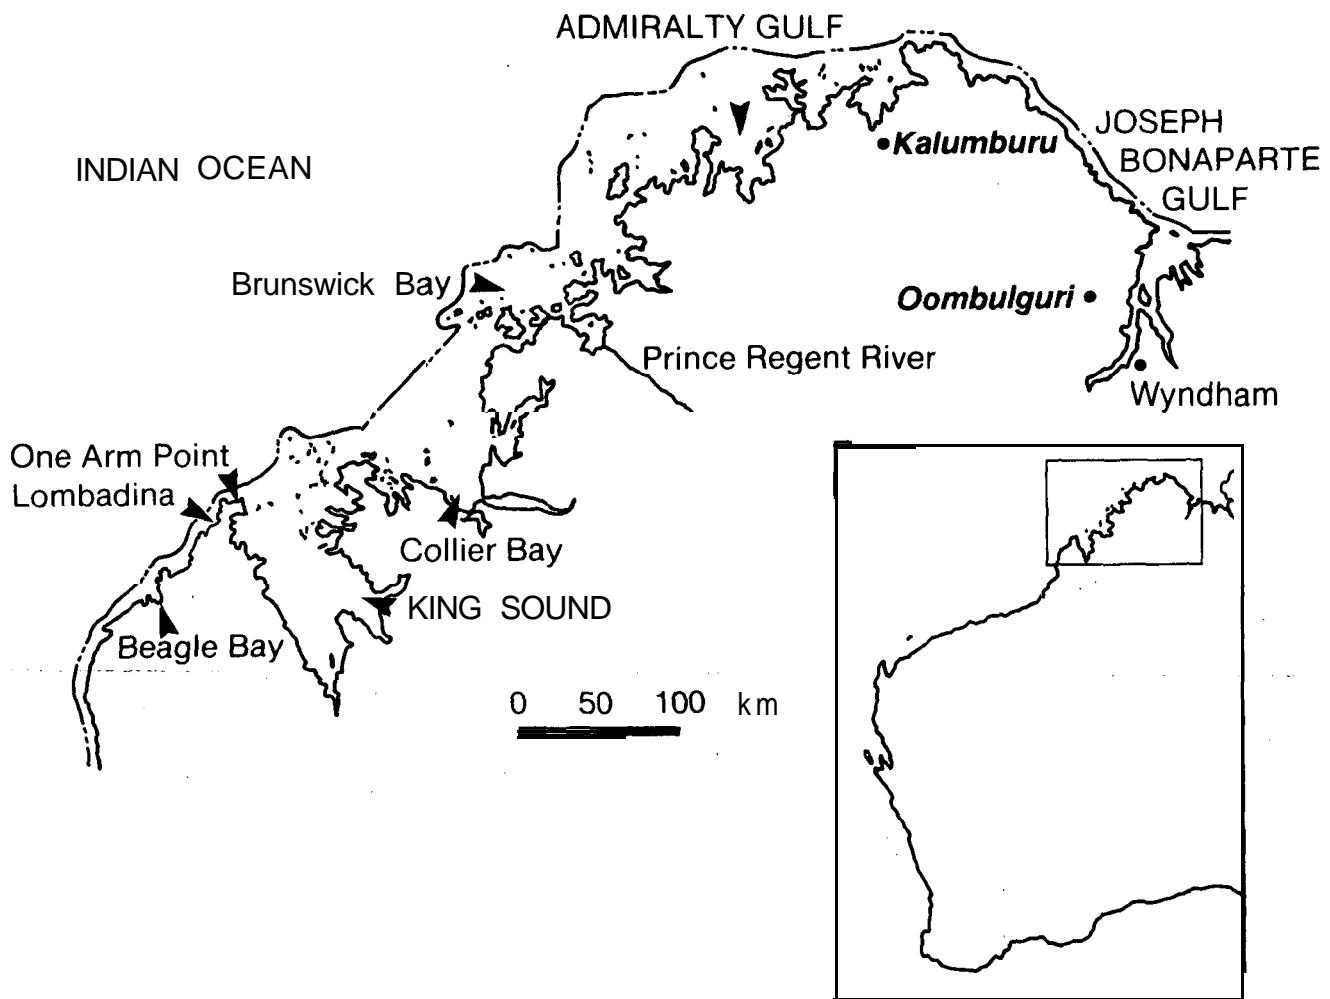 ADMIRALTY GULF
JOSEPH
BONAPARTE
GULF
Kalumburu
INDIAN OCEAN
Brunswick Bay
Oombulguri
Prince Regent River
Wyndham
One Arm Point
Lombadina
Collier Bay
KING SOUND
Beagle Bay
0 50 100 km